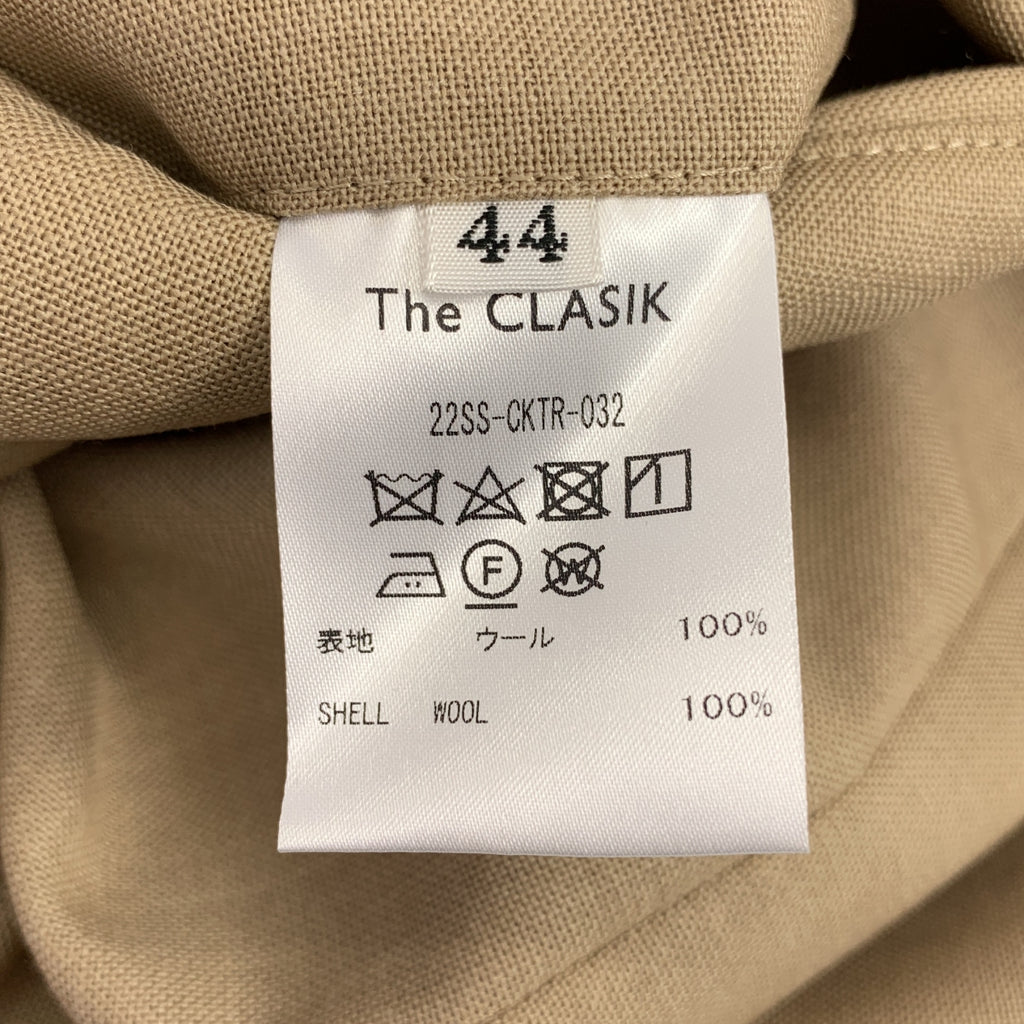 44
The CLASIK
22SS-CKTR-032
F W
表地 ウール 100%
SHELL WOOL 100%